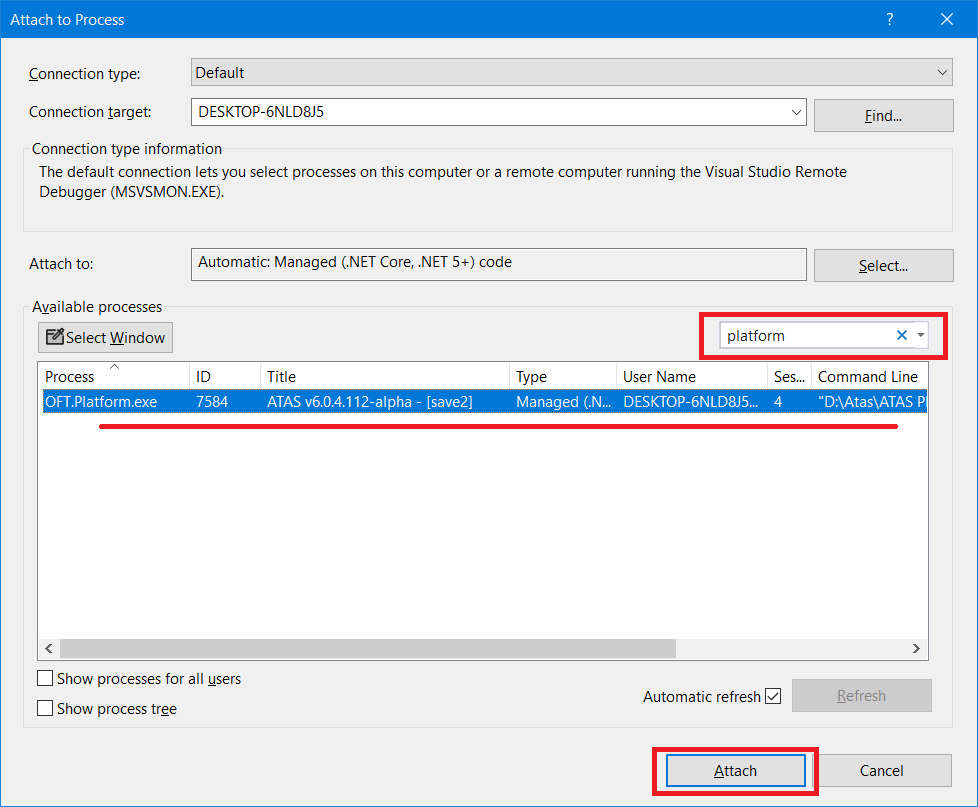 Attach to Process ?
Connection type: Default
Connection target: DESKTOP-6NLD8J5 Find...
Connection type information
The default connection lets you select processes on this computer or a remote computer running the Visual Studio Remote
Debugger (MSVSMON.EXE).
Attach to: Automatic: Managed (.NET Core, .NET 5+) code Select...
Available processes
Select Window platform
Process ID Title Type User Name Ses... Command Line
OFT.Platform.exe 7584 ATAS v6.0.4.112-alpha - [save2] Managed (.N... DESKTOP-6NLD8J5... 4 "D:\Atas\ATAS Pl
Show processes for all users
Automatic refresh Refresh
Show process tree
Attach Cancel